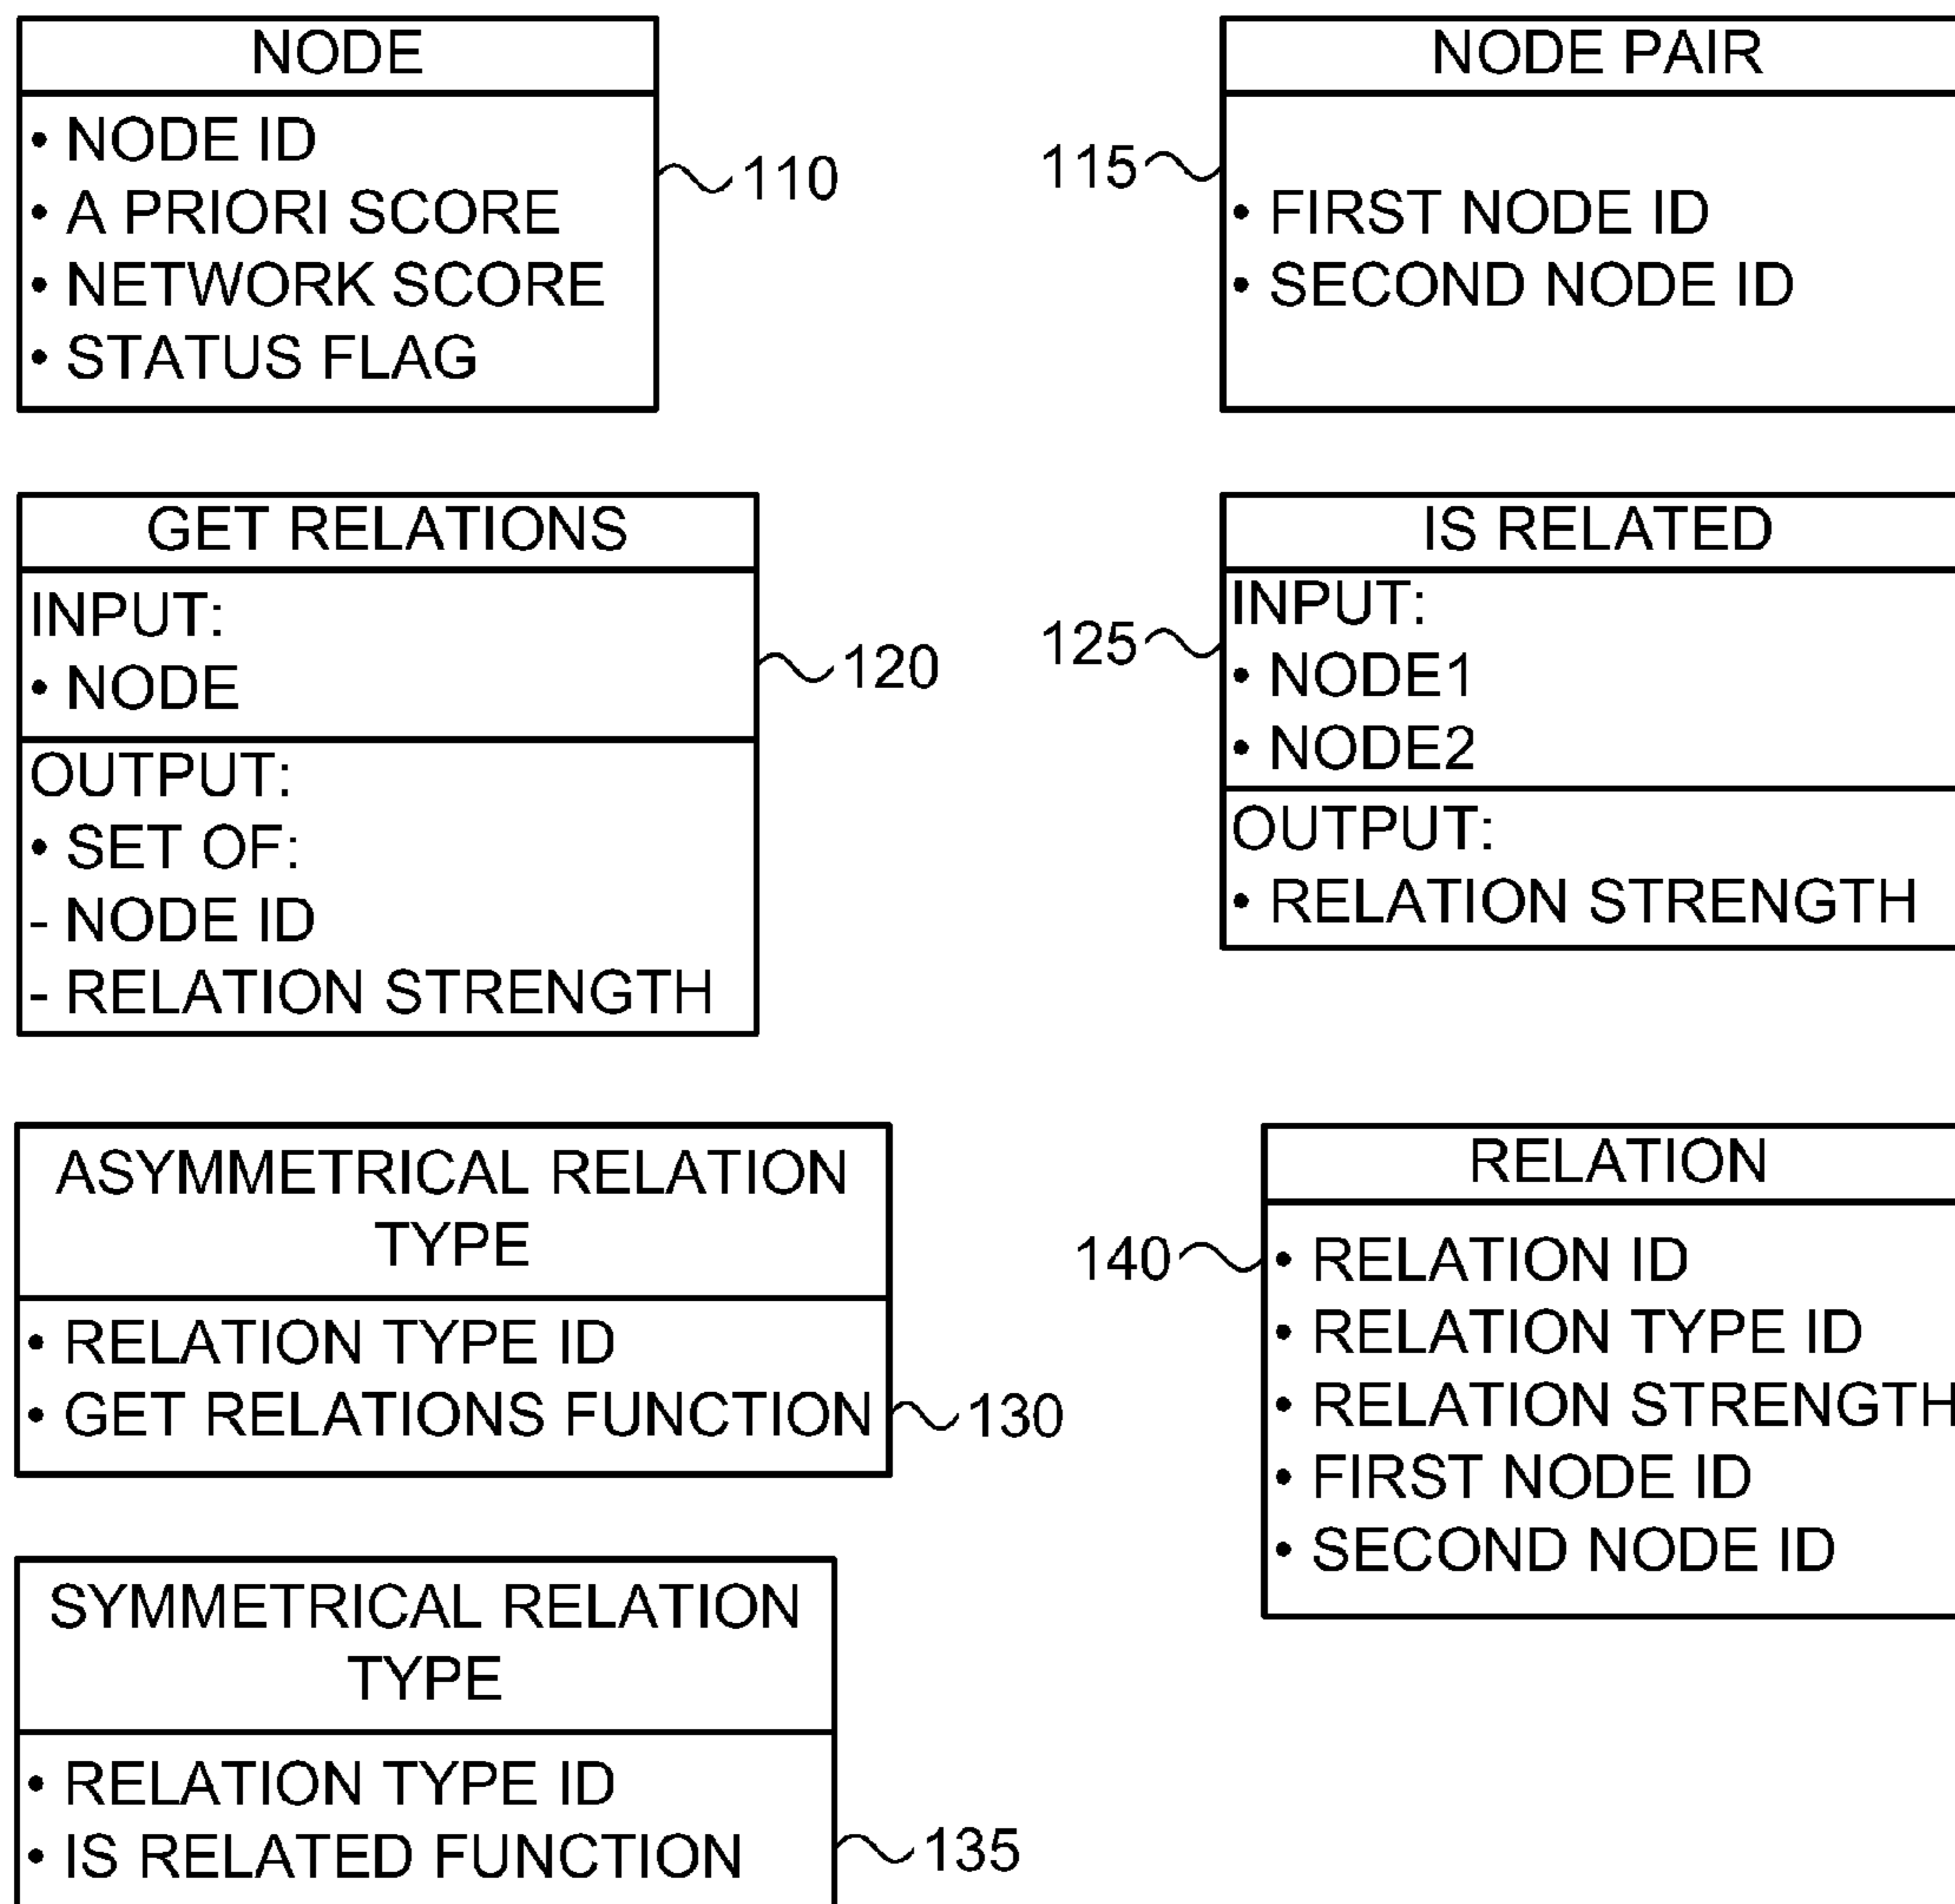 NODE
• NODE ID
• A PRIORI SCORE
• NETWORK SCORE
• STATUS FLAG
110
NODE PAIR
115
• FIRST NODE ID
• SECOND NODE ID
GET RELATIONS
INPUT:
• NODE
120
OUTPUT:
• SET OF:
- NODE ID
- RELATION STRENGTH
IS RELATED
INPUT:
125
• NODE1
• NODE2
OUTPUT:
• RELATION STRENGTH
ASYMMETRICAL RELATION
TYPE
• RELATION TYPE ID
• GET RELATIONS FUNCTION
130
RELATION
140
• RELATION ID
• RELATION TYPE ID
• RELATION STRENGTH
• FIRST NODE ID
• SECOND NODE ID
SYMMETRICAL RELATION
TYPE
• RELATION TYPE ID
• IS RELATED FUNCTION
135